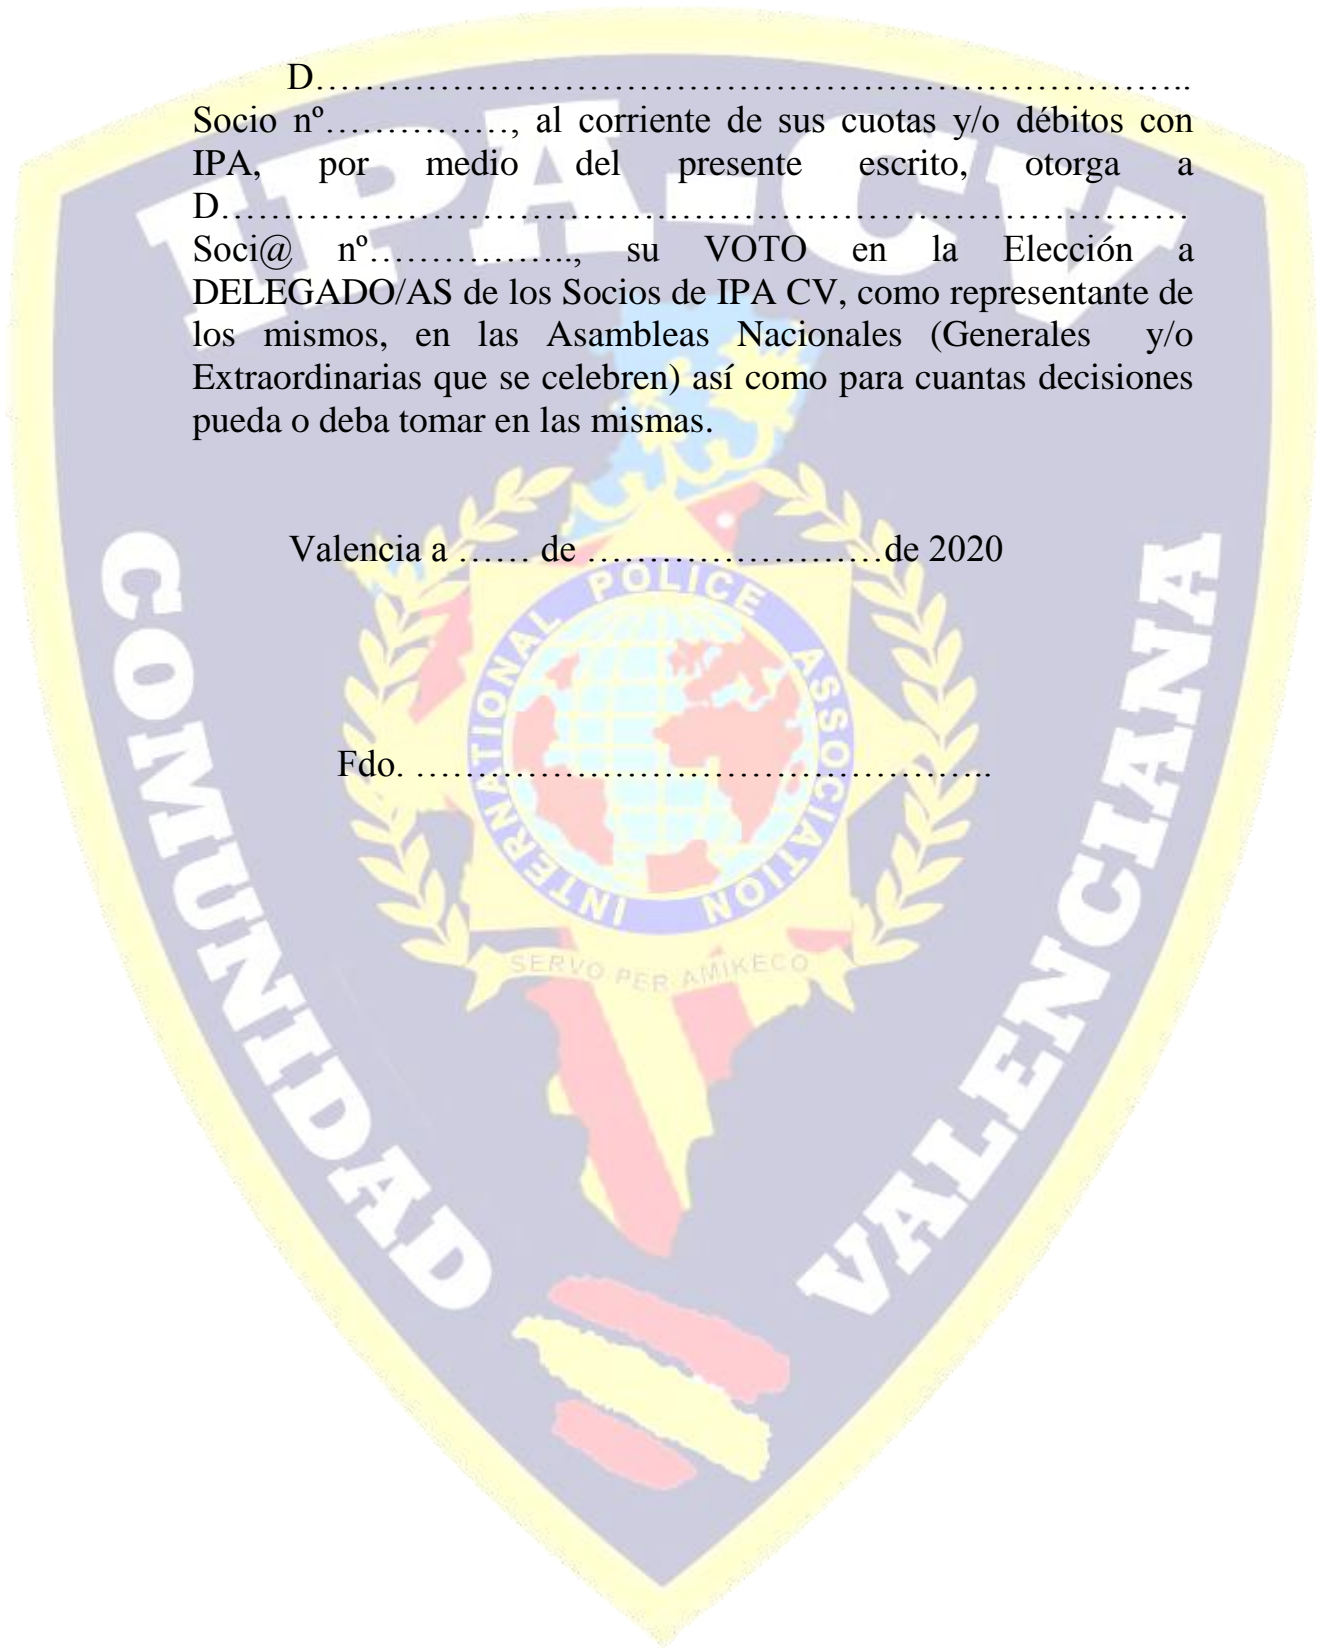 D……………………………………………………………..
Socio nº……………, al corriente de sus cuotas y/o débitos con
IPA, por medio del presente escrito, otorga a
D……………………………………………………………………
Soci@ nº…………….., su VOTO en la Elección a
DELEGADO/AS de los Socios de IPA CV, como representante de
los mismos, en las Asambleas Nacionales (Generales y/o
Extraordinarias que se celebren) así como para cuantas decisiones
pueda o deba tomar en las mismas.
Valencia a …… de ……………………de 2020
Fdo. ………………………………………..
IPA-CV
COMUNIDAD
VALENCIANA
INTERNATIONAL POLICE ASSOCIATION
SERVO PER AMIKECO